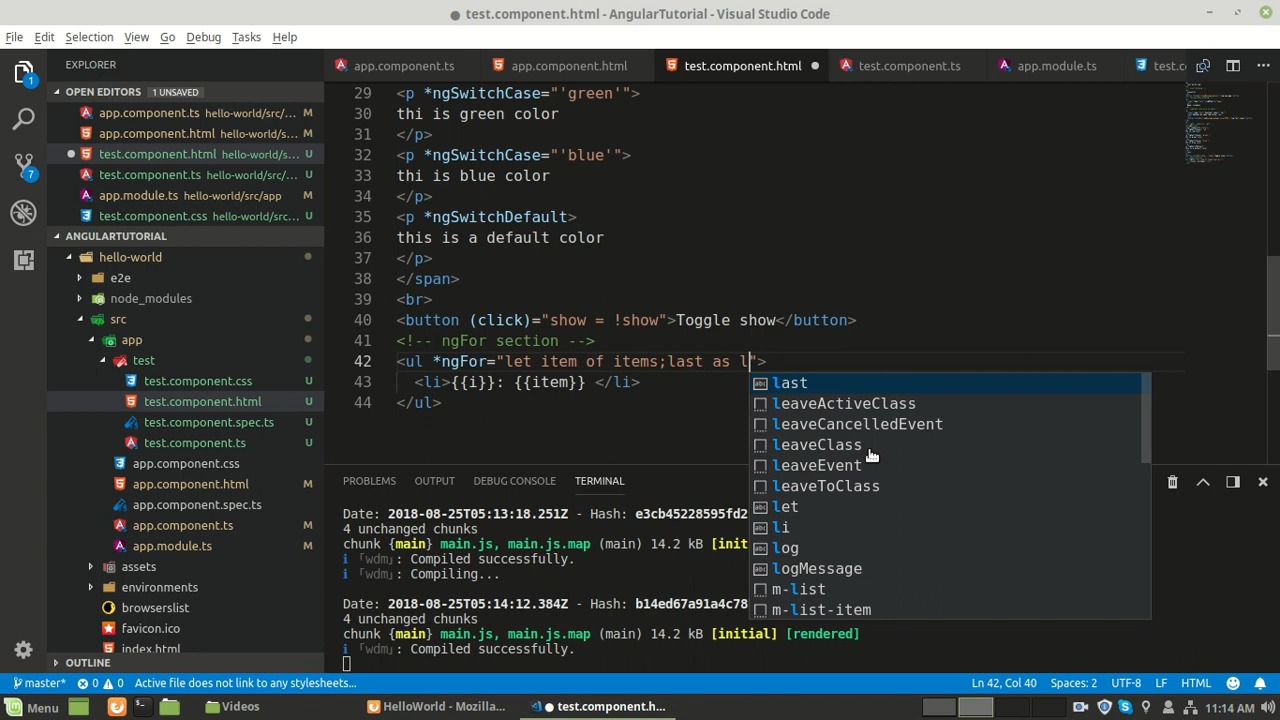 test.component.html - AngularTutorial - Visual Studio Code
File Edit Selection View Go Debug Tasks Help
EXPLORER
app.component.ts
app.component.html
test.component.html
test.component.ts
app.module.ts
test.c
OPEN EDITORS 1 UNSAVED
app.component.ts hello-world/src/... M
app.component.html hello-world/src/... M
test.component.html hello-world/s... U
test.component.ts hello-world/src/... U
app.module.ts hello-world/src/app M
test.component.css hello-world/src/... U
ANGULARTUTORIAL
hello-world
e2e
node_modules
src
app
test
test.component.css U
test.component.html U
test.component.spec.ts U
test.component.ts U
app.component.css
app.component.html M
app.component.spec.ts
app.component.ts M
app.module.ts M
assets
environments
browserslist
favicon.ico
index.html
OUTLINE
29 <p *ngSwitchCase="'green'">
30 thi is green color
31 </p>
32 <p *ngSwitchCase="'blue'">
33 thi is blue color
34 </p>
35 <p *ngSwitchDefault>
36 this is a default color
37 </p>
38 </span>
39 <br>
40 <button (click)="show = !show">Toggle show</button>
41 <!-- ngFor section -->
42 <ul *ngFor="let item of items;last as l">
43 <li>{{i}}: {{item}} </li>
44 </ul>
last
leaveActiveClass
leaveCancelledEvent
leaveClass
leaveEvent
leaveToClass
let
li
log
logMessage
m-list
m-list-item
PROBLEMS OUTPUT DEBUG CONSOLE TERMINAL
Date: 2018-08-25T05:13:18.251Z - Hash: e3cb45228595fd2
4 unchanged chunks
chunk {main} main.js, main.js.map (main) 14.2 kB [init
ℹ 「wdm」: Compiled successfully.
ℹ 「wdm」: Compiling...
Date: 2018-08-25T05:14:12.384Z - Hash: b14ed67a91a4c78
4 unchanged chunks
chunk {main} main.js, main.js.map (main) 14.2 kB [initial] [rendered]
ℹ 「wdm」: Compiled successfully.
master* 0 0 Active file does not link to any stylesheets... Ln 42, Col 40 Spaces: 2 UTF-8 LF HTML
Menu Videos HelloWorld - Mozilla... test.component.h... 11:14 AM
1
7